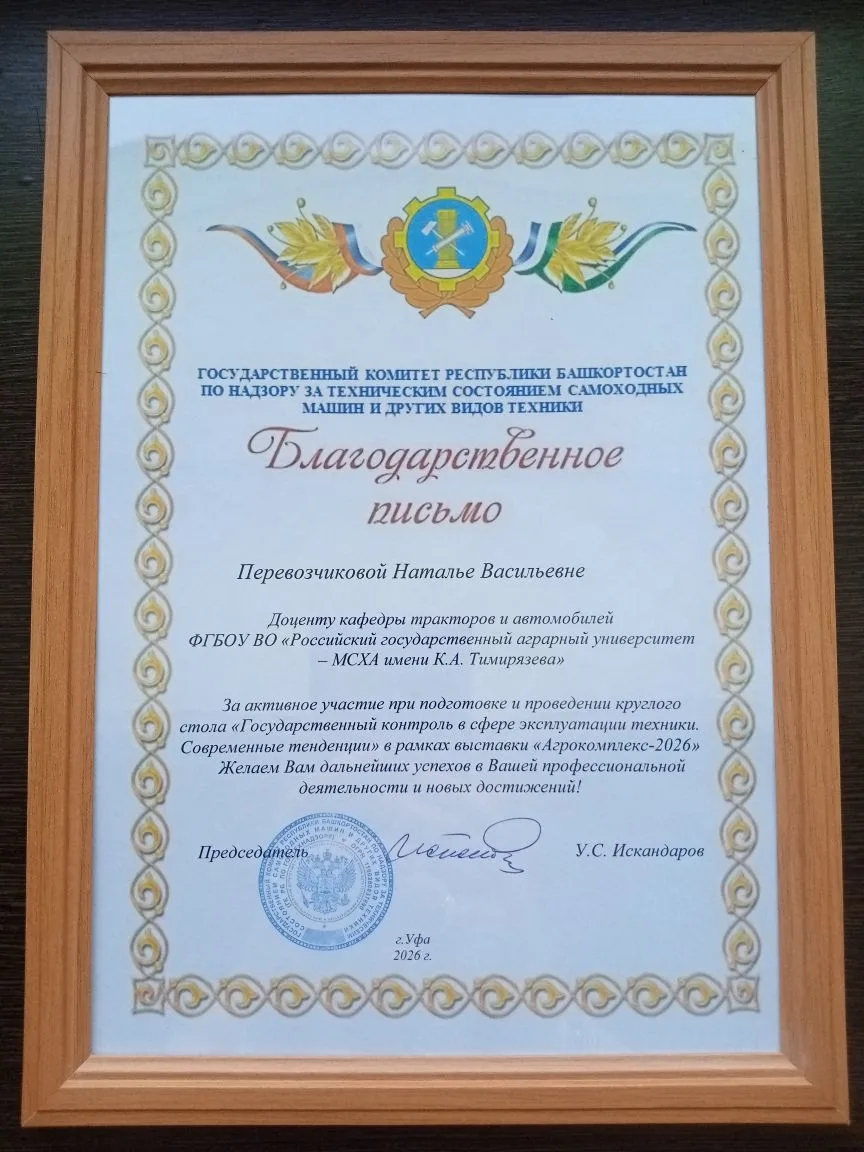 ГОСУДАРСТВЕННЫЙ КОМИТЕТ РЕСПУБЛИКИ БАШКОРТОСТАН
ПО НАДЗОРУ ЗА ТЕХНИЧЕСКИМ СОСТОЯНИЕМ САМОХОДНЫХ
МАШИН И ДРУГИХ ВИДОВ ТЕХНИКИ
Благодарственное
письмо
Перевозчиковой Наталье Васильевне
Доценту кафедры тракторов и автомобилей
ФГБОУ ВО «Российский государственный аграрный университет
– МСХА имени К.А. Тимирязева»
За активное участие при подготовке и проведении круглого
стола «Государственный контроль в сфере эксплуатации техники.
Современные тенденции» в рамках выставки «Агрокомплекс-2026»
Желаем Вам дальнейших успехов в Вашей профессиональной
деятельности и новых достижений!
Председатель
У.С. Искандаров
г.Уфа
2026 г.